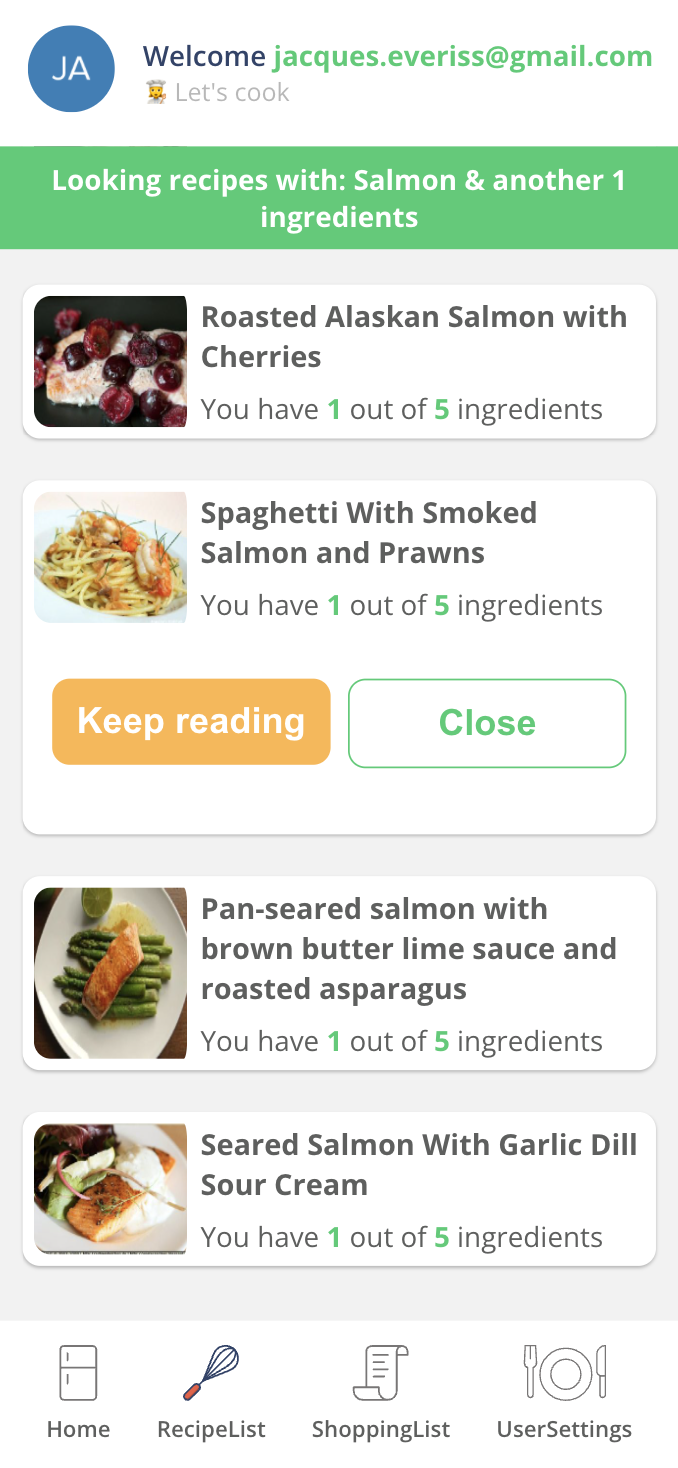 JA
Welcome jacques.everiss@gmail.com
Let's cook
Looking recipes with: Salmon & another 1
ingredients
Roasted Alaskan Salmon with
Cherries
You have 1 out of 5 ingredients
Spaghetti With Smoked
Salmon and Prawns
You have 1 out of 5 ingredients
Keep reading
Close
Pan-seared salmon with
brown butter lime sauce and
roasted asparagus
You have 1 out of 5 ingredients
Seared Salmon With Garlic Dill
Sour Cream
You have 1 out of 5 ingredients
Home
RecipeList
ShoppingList
UserSettings